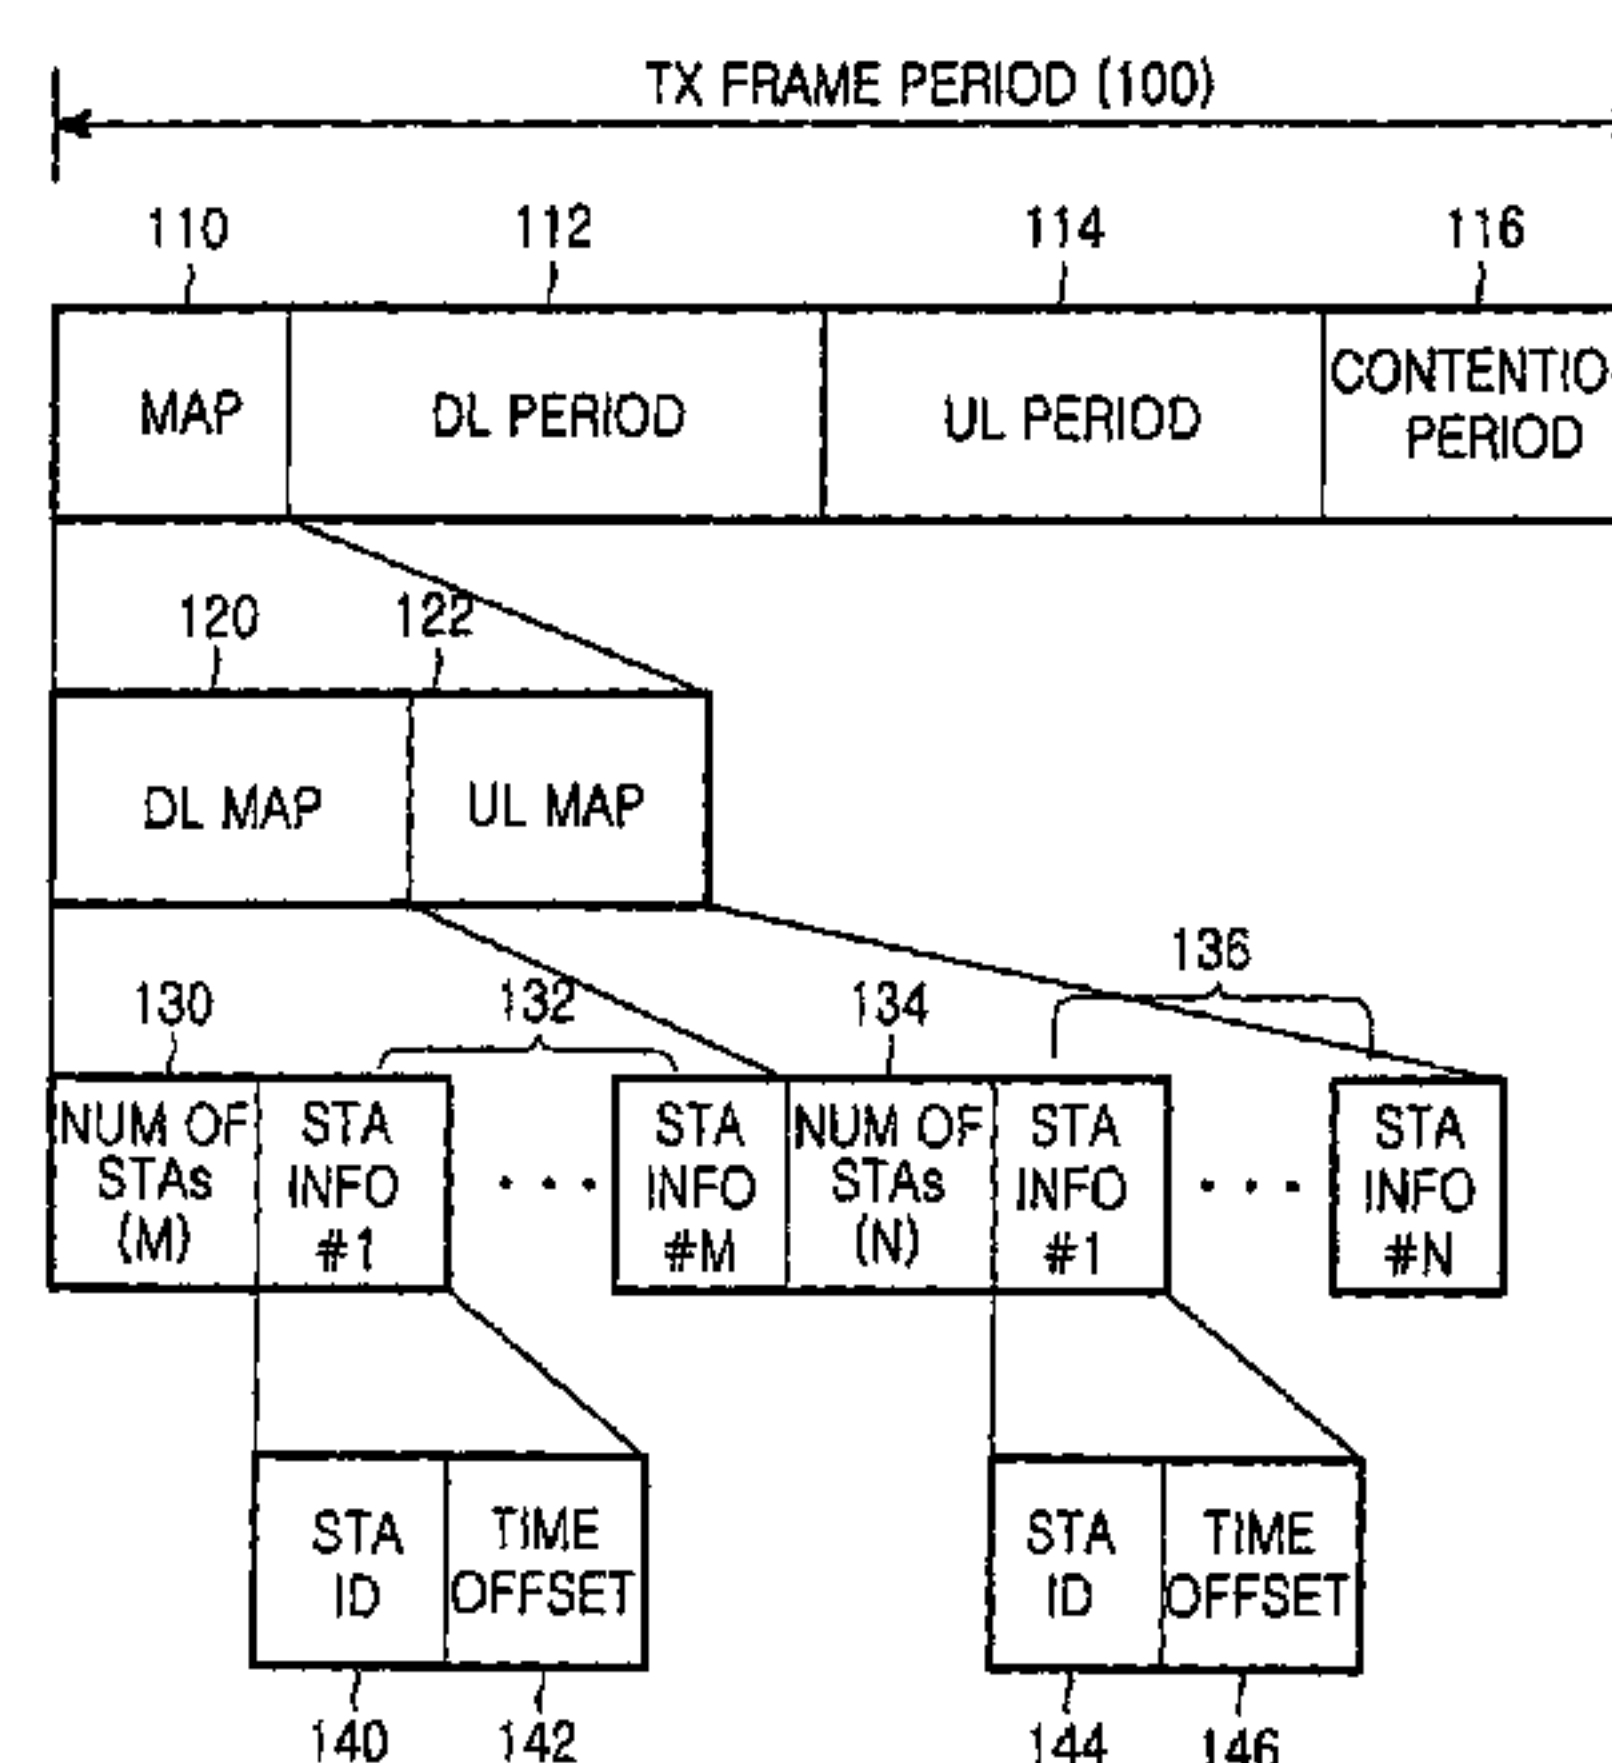 TX FRAME PERIOD (100)
110 112 114 116
MAP DL PERIOD UL PERIOD CONTENTIO
PERIOD
120 122
DL MAP UL MAP
136
130 132 134
NUM OF STA STA NUM OF STA STA
STAs INFO ... INFO STAs INFO ... INFO
(M) #1 #M (N) #1 #N
STA TIME STA TIME
ID OFFSET ID OFFSET
140 142 144 146